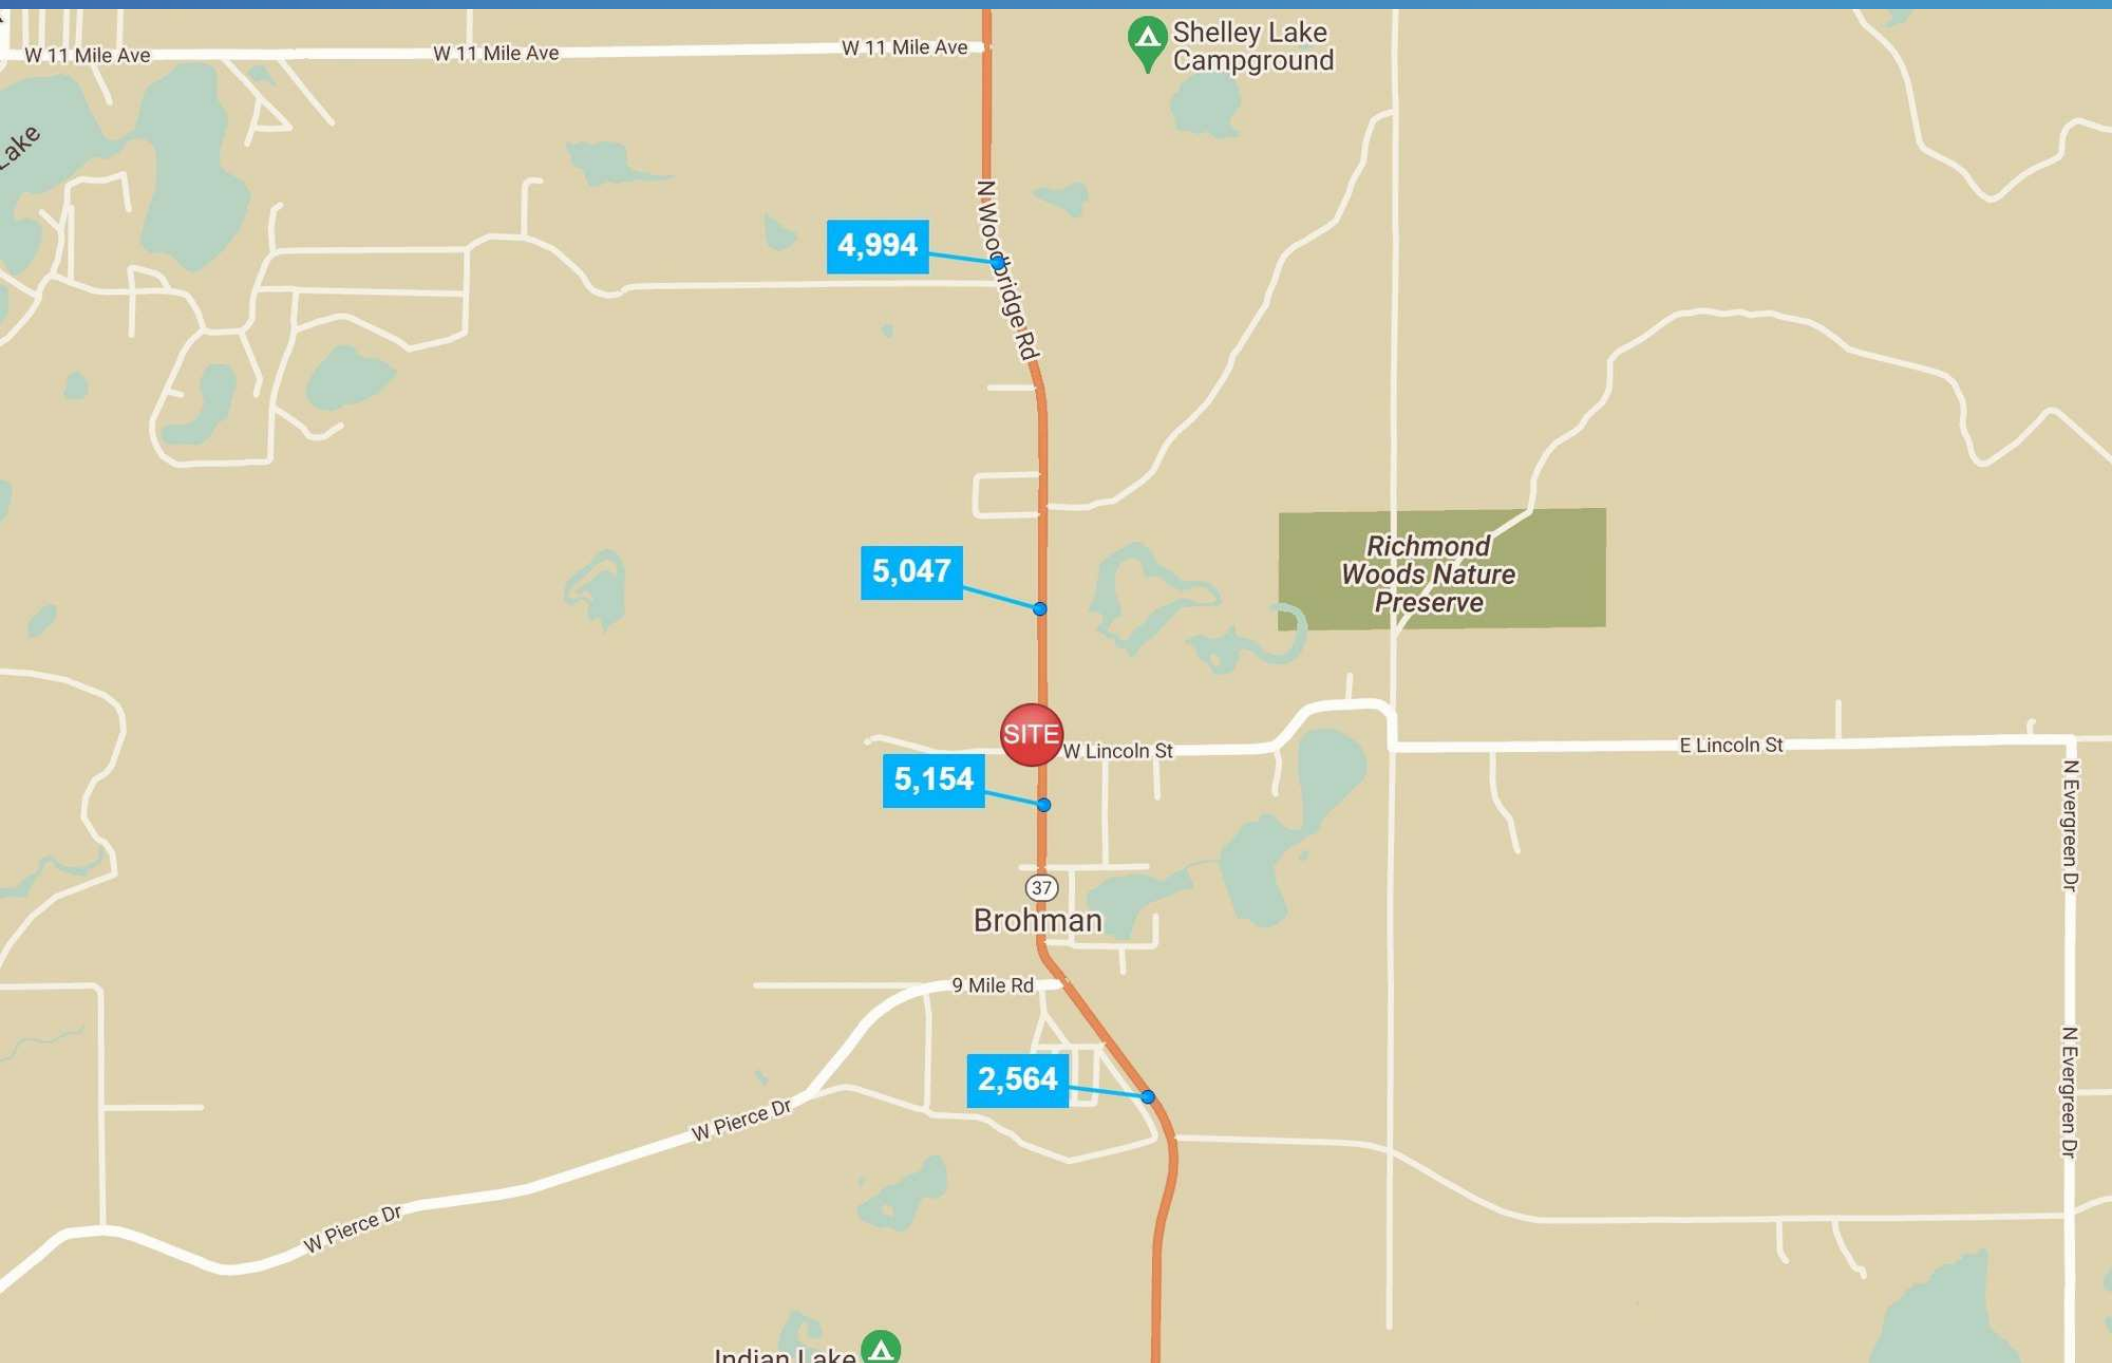 W 11 Mile Ave
W 11 Mile Ave
W 11 Mile Ave
Shelley Lake
Campground
Lake
N Woodbridge Rd
4,994
5,047
Richmond
Woods Nature
Preserve
SITE
W Lincoln St
E Lincoln St
5,154
N Evergreen Dr
37
Brohman
9 Mile Rd
N Evergreen Dr
2,564
W Pierce Dr
W Pierce Dr
Indian Lake